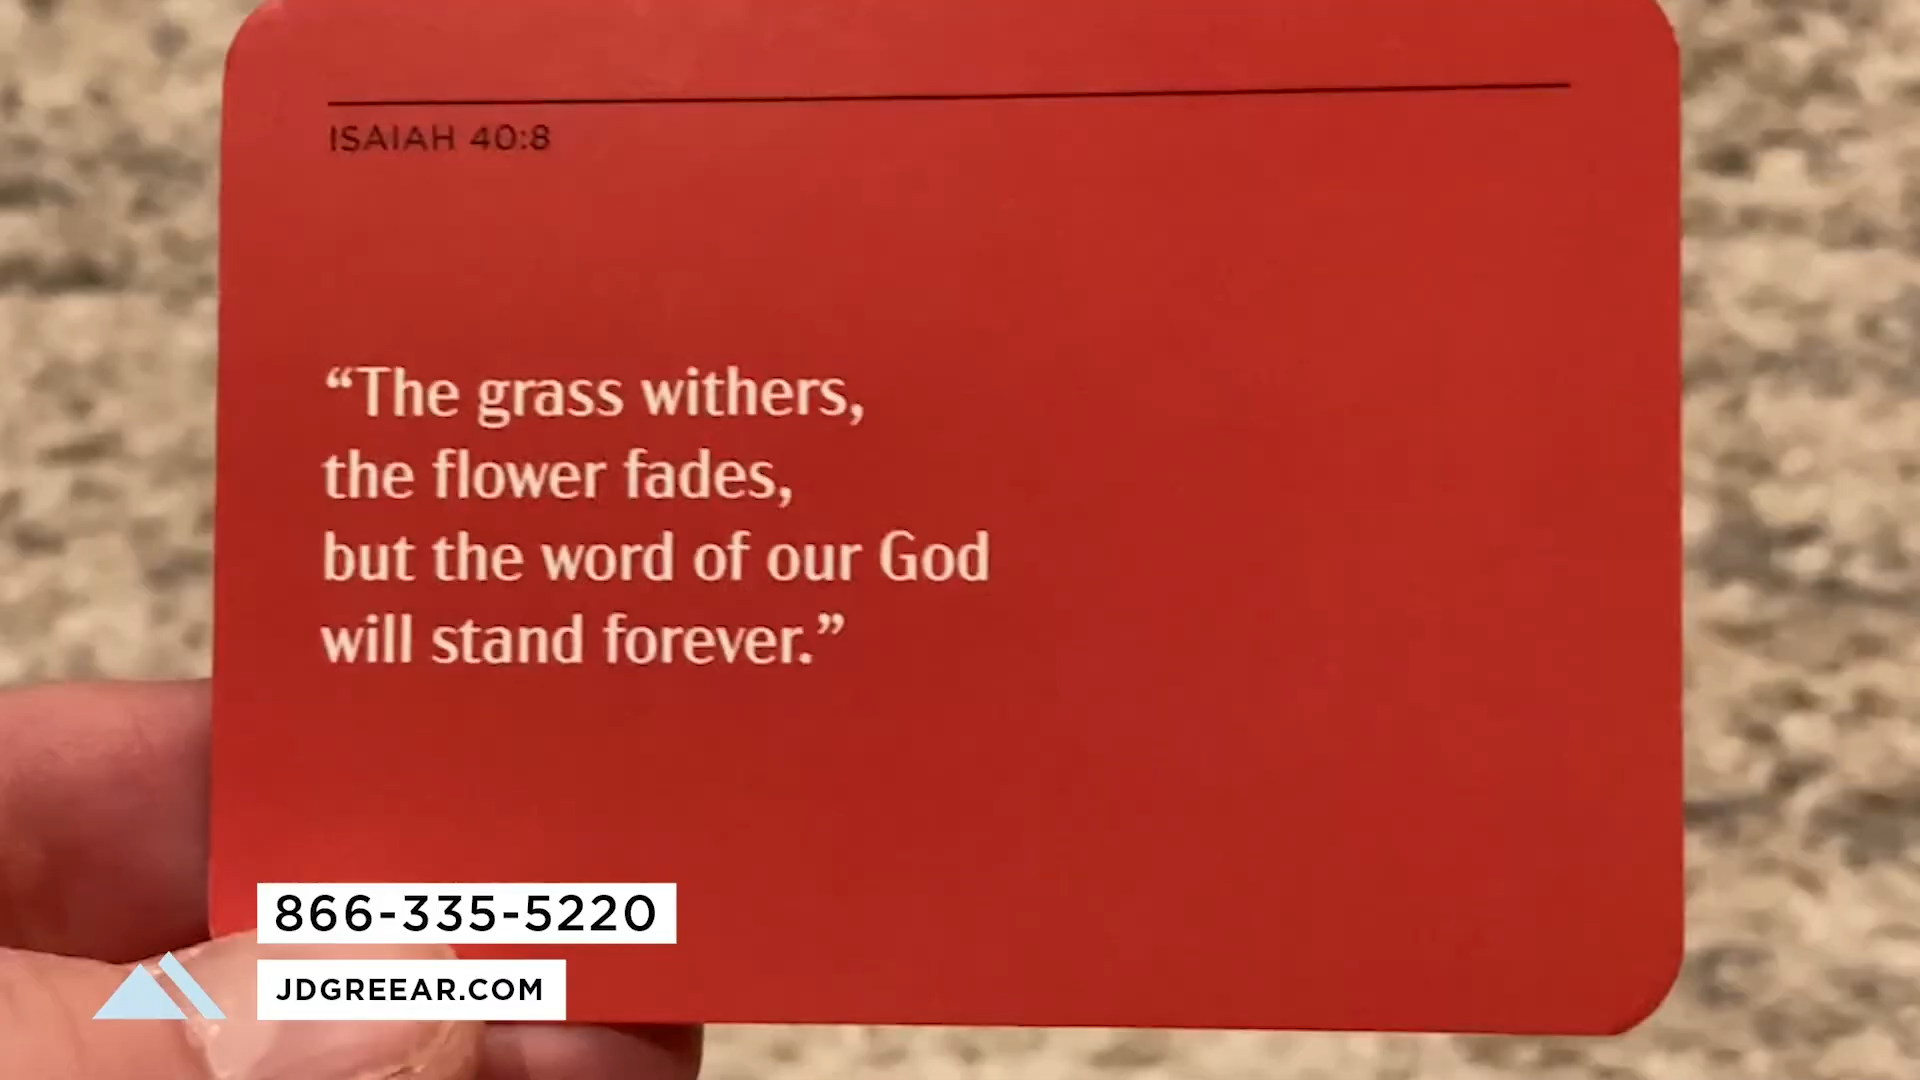 ISAIAH 40:8
“The grass withers,
the flower fades,
but the word of our God
will stand forever.”
866-335-5220
JDGREEAR.COM